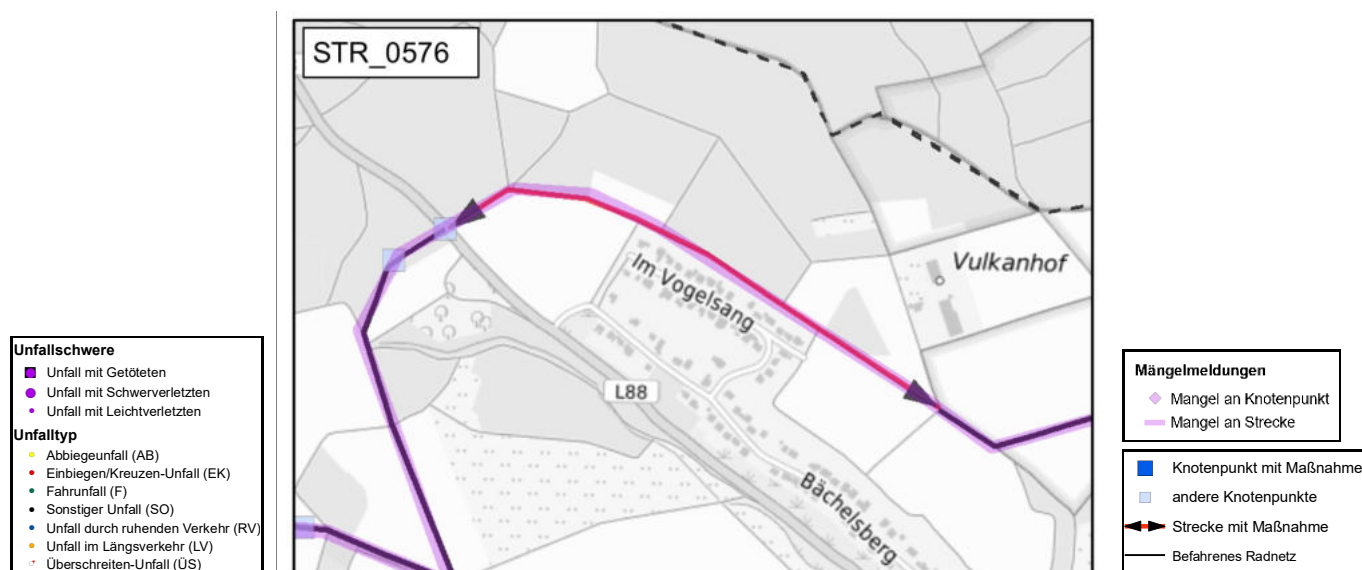 STR_0576
Vulkanhof
Im Vogelsang
L88
Bächelsberg
Unfallschwere
Unfall mit Getöteten
Unfall mit Schwerverletzten
Unfall mit Leichtverletzten
Unfalltyp
Abbiegeunfall (AB)
Einbiegen/Kreuzen-Unfall (EK)
Fahrunfall (F)
Sonstiger Unfall (SO)
Unfall durch ruhenden Verkehr (RV)
Unfall im Längsverkehr (LV)
Überschreiten-Unfall (ÜS)
Mängelmeldungen
Mangel an Knotenpunkt
Mangel an Strecke
Knotenpunkt mit Maßnahme
andere Knotenpunkte
Strecke mit Maßnahme
Befahrenes Radnetz